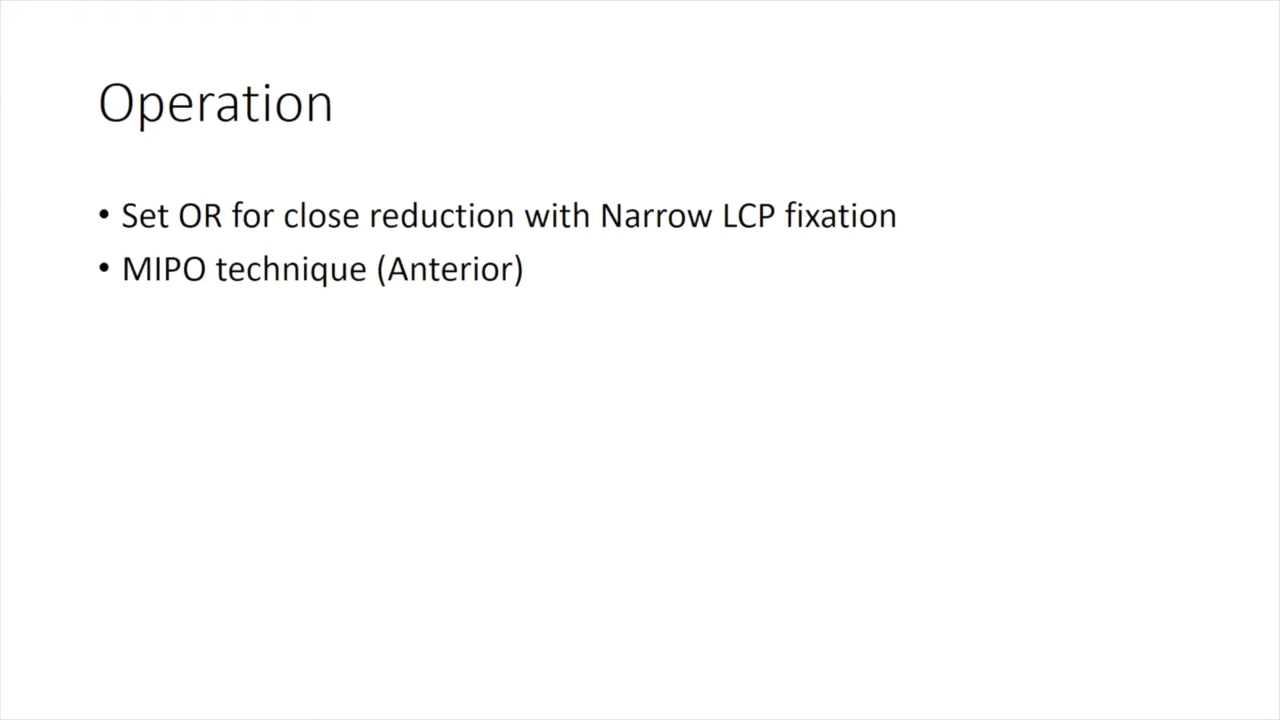 Operation
• Set OR for close reduction with Narrow LCP fixation
• MIPO technique (Anterior)